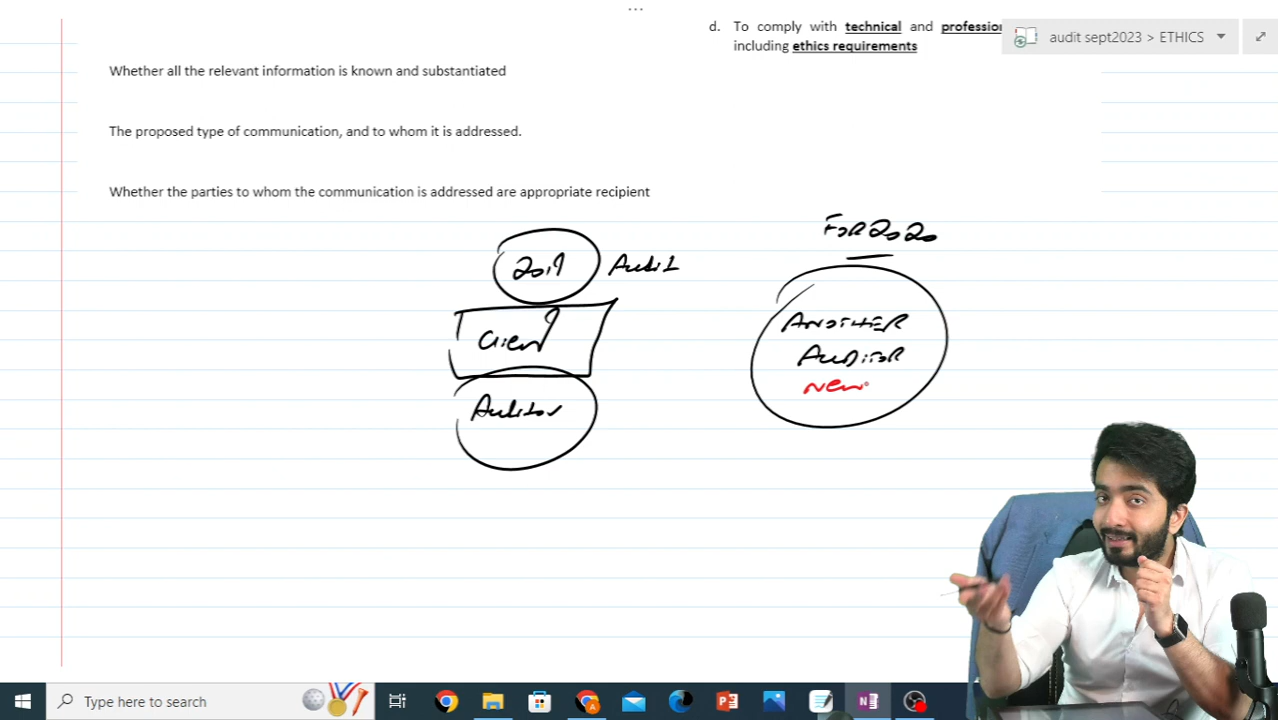 d. To comply with technical and profession
including ethics requirements
audit sept2023 > ETHICS
Whether all the relevant information is known and substantiated
The proposed type of communication, and to whom it is addressed.
Whether the parties to whom the communication is addressed are appropriate recipient
FOR 2020
2019 Audit
Client
Auditor
ANOTHER
AUDITOR
New
Type here to search